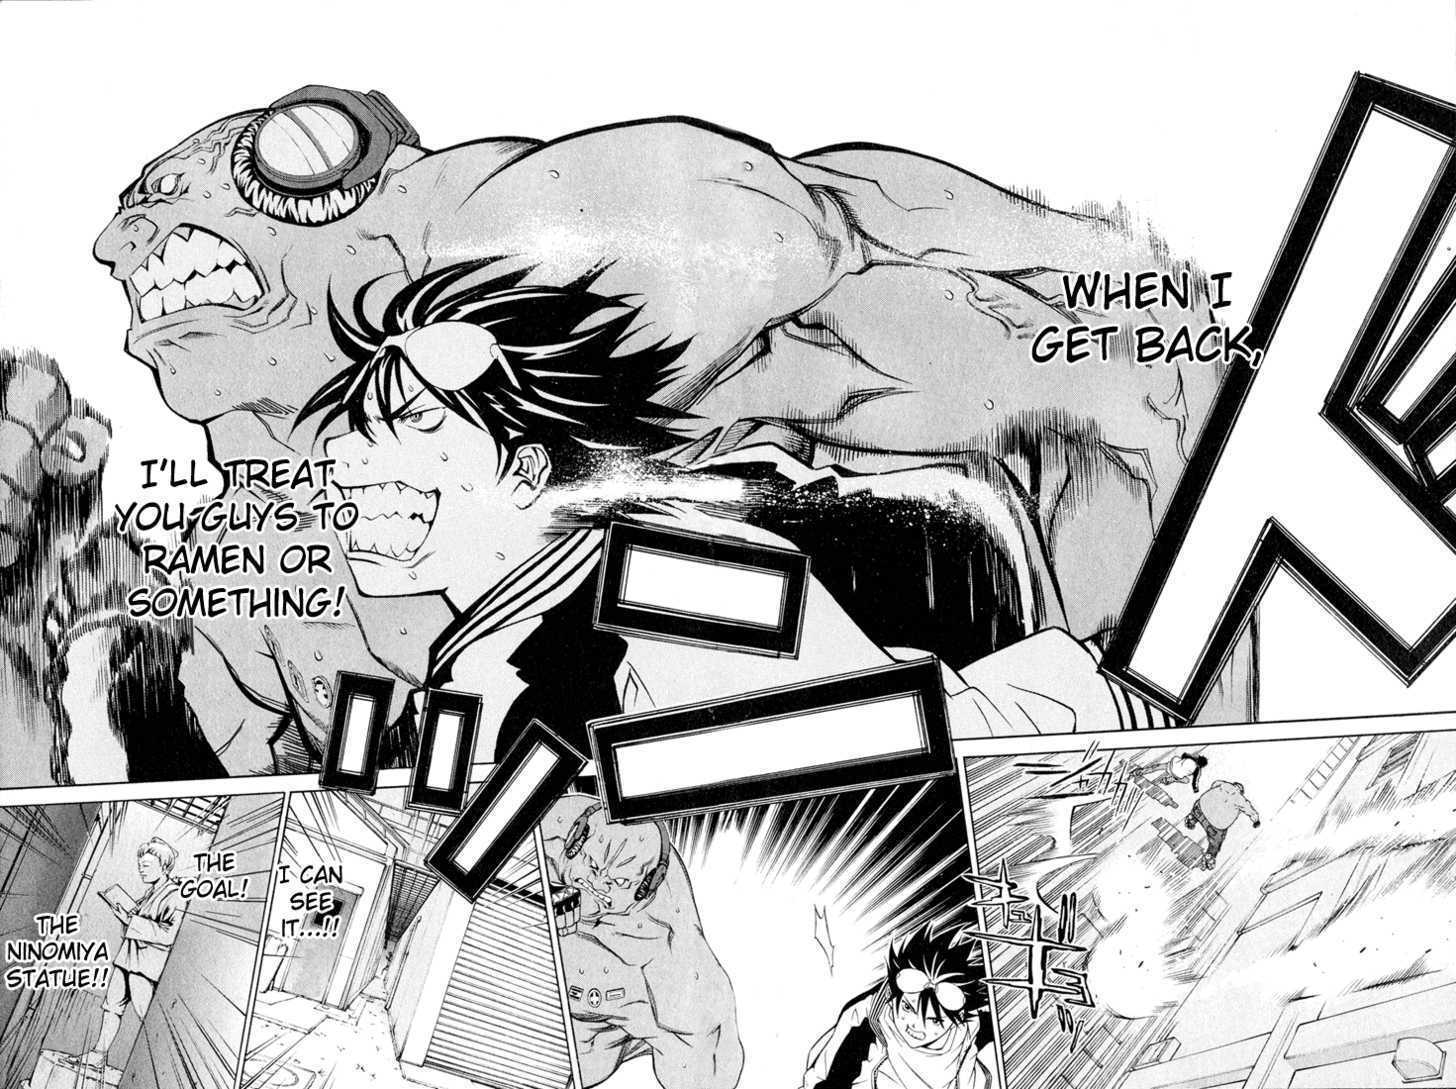 WHEN I
GET BACK,
I'LL TREAT
YOU GUYS TO
RAMEN OR
SOMETHING!
I CAN
SEE
IT...!!
THE
GOAL!
THE
NINOMIYA
STATUE!!